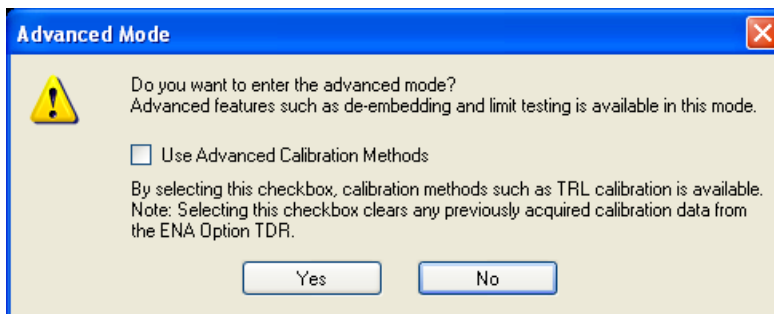 Advanced Mode
Do you want to enter the advanced mode?
Advanced features such as de-embedding and limit testing is available in this mode.
Use Advanced Calibration Methods
By selecting this checkbox, calibration methods such as TRL calibration is available.
Note: Selecting this checkbox clears any previously acquired calibration data from
the ENA Option TDR.
Yes No